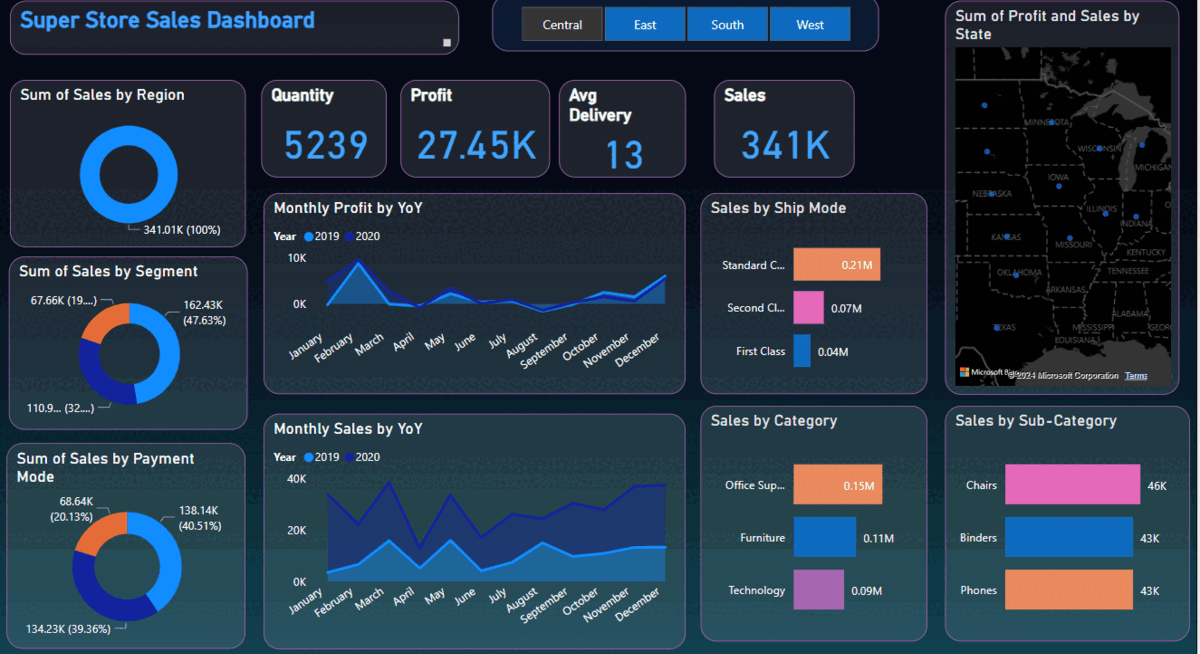 Super Store Sales Dashboard
Central
East
South
West
Sum of Profit and Sales by
State
Sum of Sales by Region
341.01K (100%)
Quantity
5239
Profit
27.45K
Avg
Delivery
13
Sales
341K
MINNESOTA
WISCONSIN
MICHIGAN
IOWA
NEBRASKA
ILLINOIS
INDIANA
O
KANSAS
MISSOURI
KENTUCKY
OKLAHOMA
TENNESSEE
ARKANSAS
ALABAMA
TEXAS
MISSISSIPPI
GEORG
LOUISIANA
Microsoft Bing
©2024 Microsoft Corporation
Terms
Sum of Sales by Segment
67.66K (19....)
162.43K
(47.63%)
110.9... (32....)
Monthly Profit by YoY
Year 2019 2020
10K
0K
January
February
March
April
May
June
July
August
September
October
November
December
Sales by Ship Mode
Standard C...
0.21M
Second Cl...
0.07M
First Class
0.04M
Sum of Sales by Payment
Mode
68.64K
(20.13%)
138.14K
(40.51%)
134.23K (39.36%)
Monthly Sales by YoY
Year 2019 2020
40K
20K
0K
January
February
March
April
May
June
July
August
September
October
November
December
Sales by Category
Office Sup...
0.15M
Furniture
0.11M
Technology
0.09M
Sales by Sub-Category
Chairs
46K
Binders
43K
Phones
43K